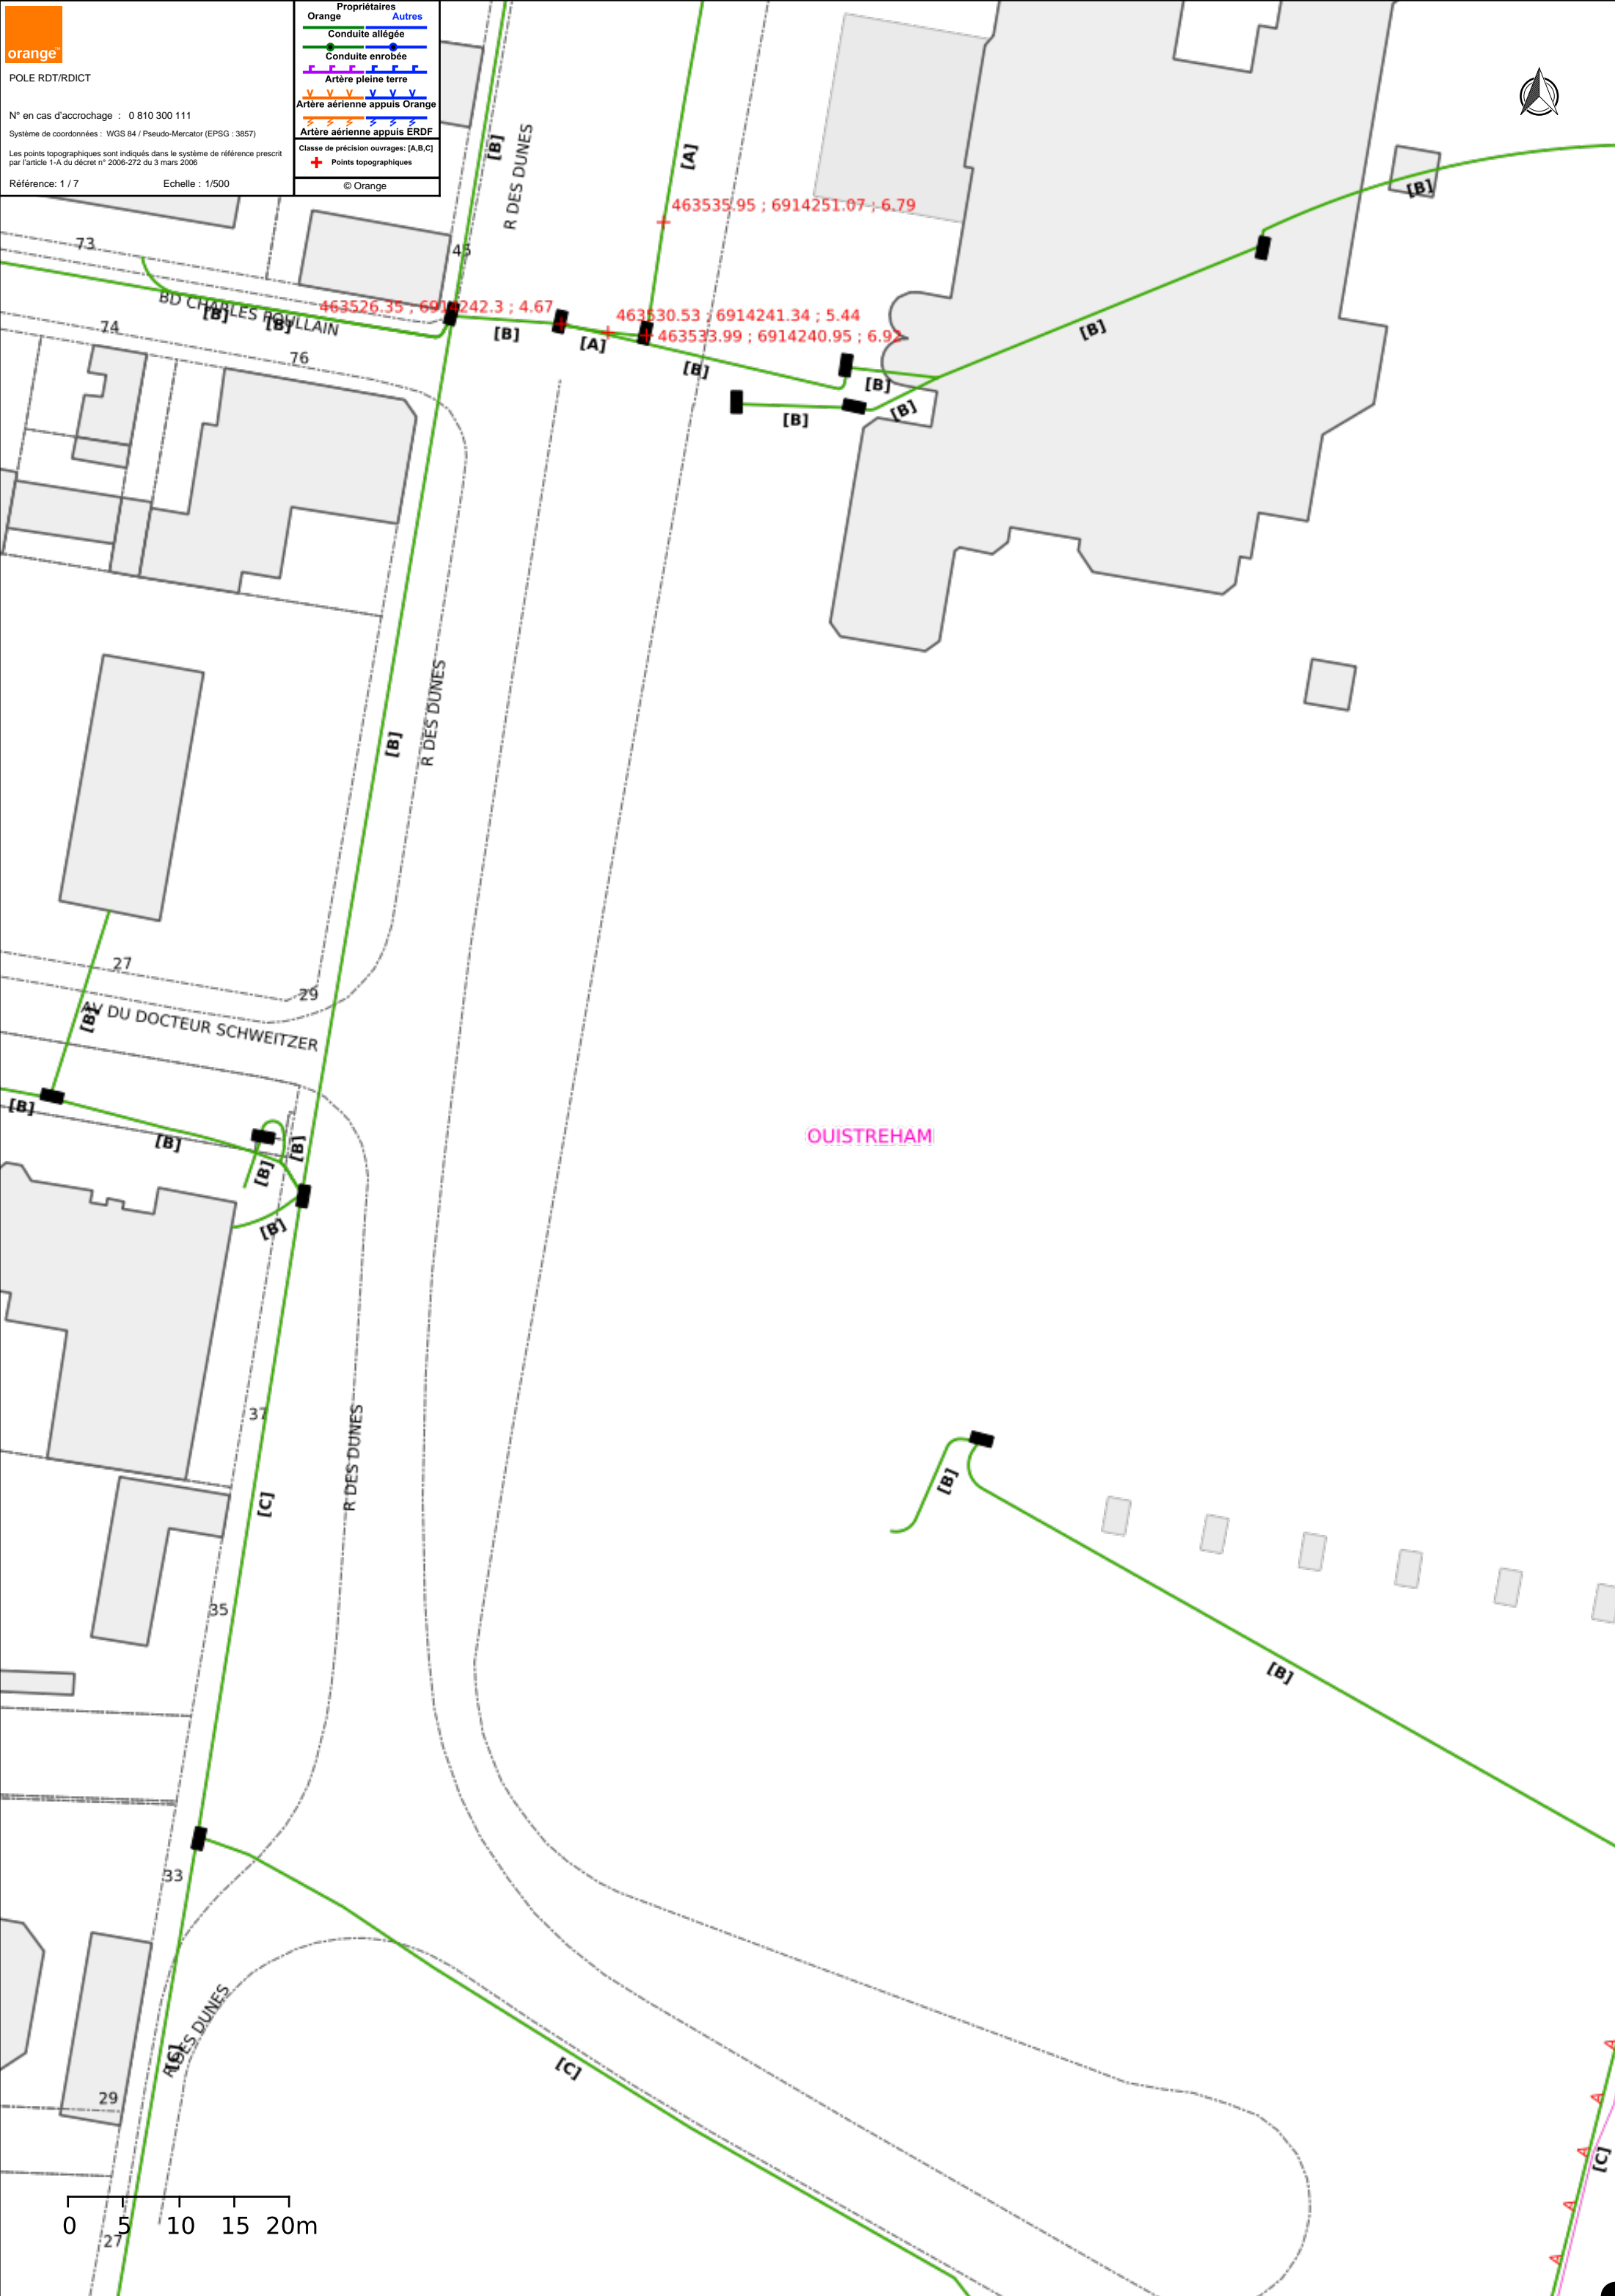 orange™
POLE RDT/RDICT
N° en cas d'accrochage : 0 810 300 111
Système de coordonnées : WGS 84 / Pseudo-Mercator (EPSG : 3857)
Les points topographiques sont indiqués dans le système de référence prescrit
par l'article 1-A du décret n° 2006-272 du 3 mars 2006
Référence: 1 / 7 Echelle : 1/500
Propriétaires
Orange Autres
Conduite allégée
Conduite enrobée
Artère pleine terre
Artère aérienne appuis Orange
Artère aérienne appuis ERDF
Classe de précision ouvrages: [A,B,C]
Points topographiques
© Orange
[B]
R DES DUNES
[A]
[B]
463535.95 ; 6914251.07 ; 6.79
73
45
BD CHARLES POULLAIN
[B]
[B]
463526.35 ; 6914242.3 ; 4.67
463530.53 ; 6914241.34 ; 5.44
463533.99 ; 6914240.95 ; 6.92
74
76
[B]
[A]
[B]
[B]
[B]
[B]
[B]
[B]
R DES DUNES
27
29
[B]
AV DU DOCTEUR SCHWEITZER
[B]
[B]
[B]
[B]
[B]
OUISTREHAM
37
R DES DUNES
[C]
[B]
35
[B]
33
R DES DUNES
[C]
[C]
29
[C]
0 5 10 15 20m
27